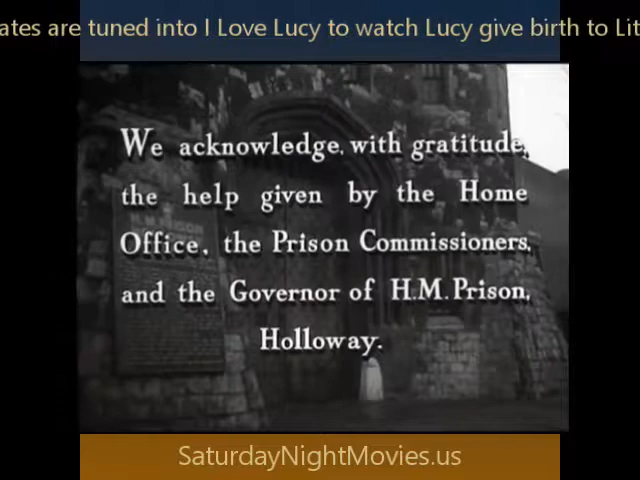 ates are tuned into I Love Lucy to watch Lucy give birth to Lit
We acknowledge, with gratitude,
the help given by the Home
Office, the Prison Commissioners,
and the Governor of H.M. Prison,
Holloway.
H.M. PRISON
SaturdayNightMovies.us